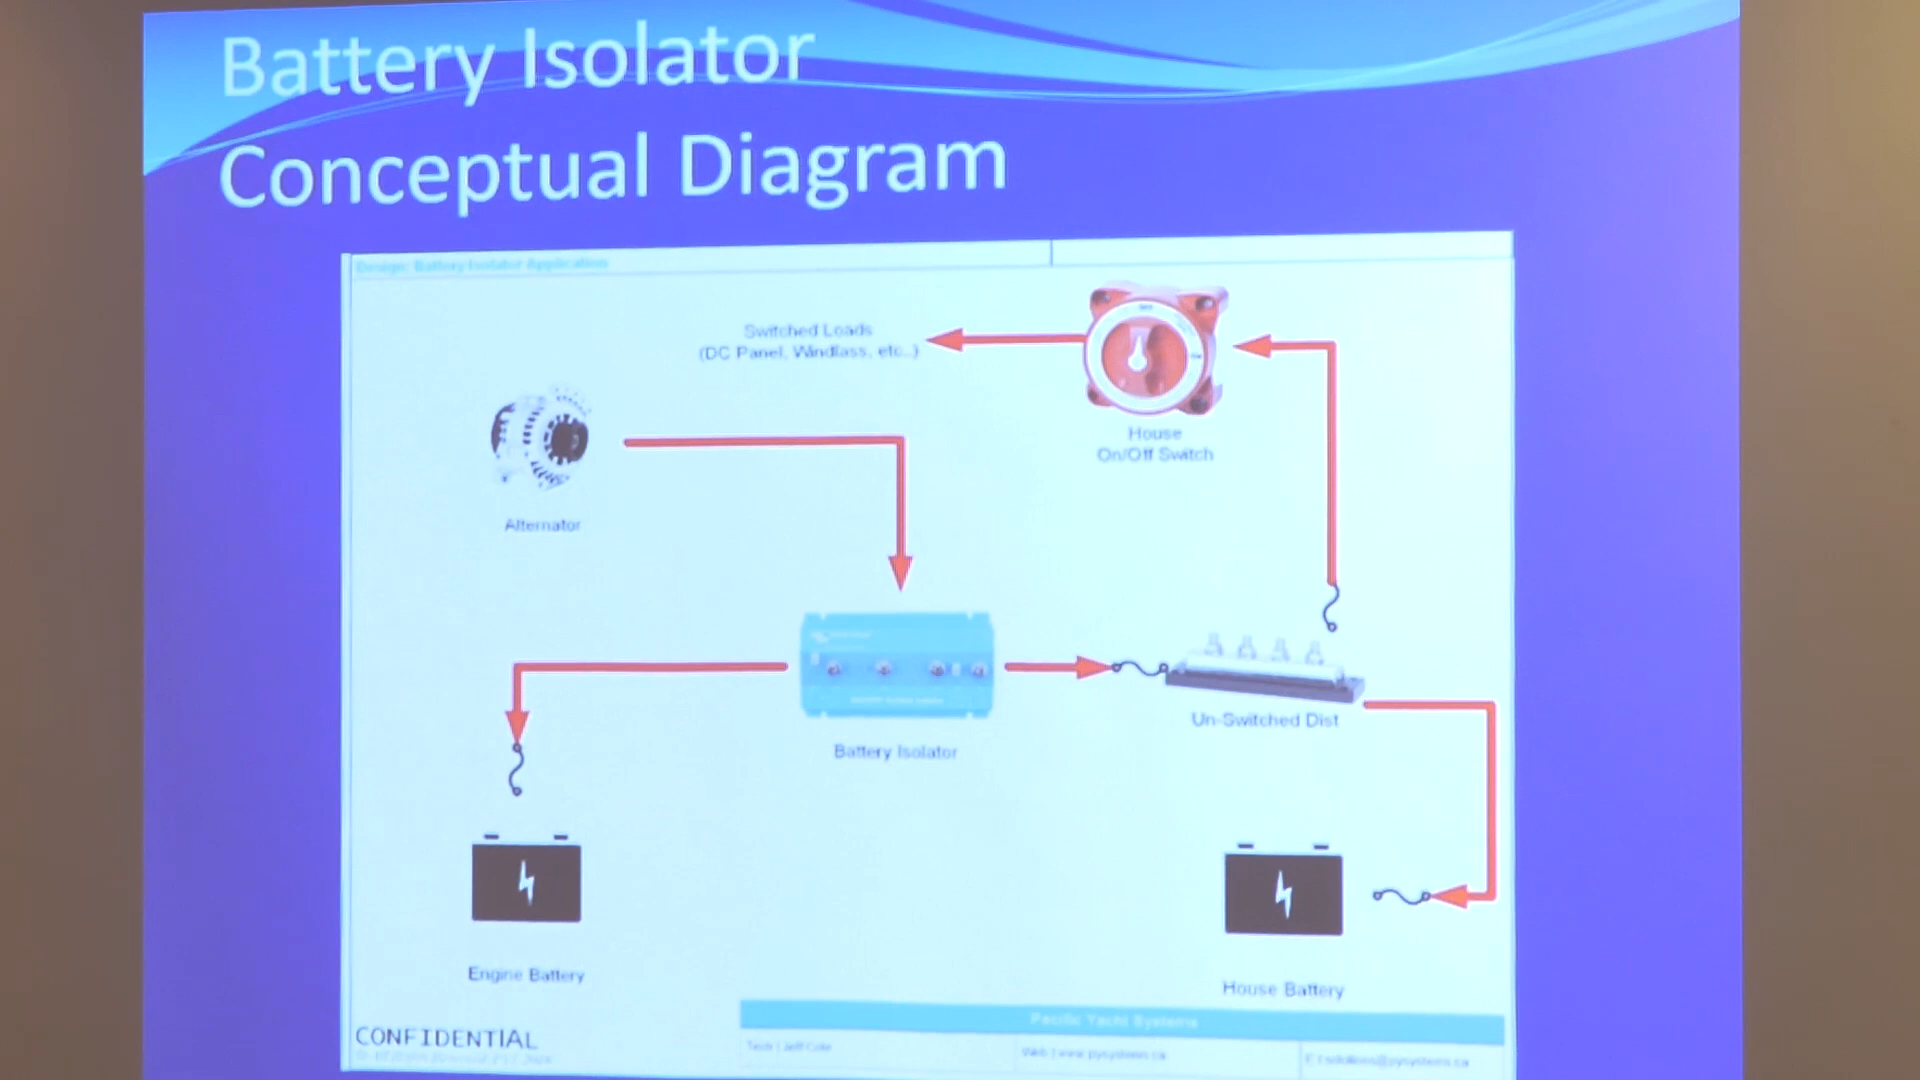 Battery Isolator
Conceptual Diagram
Design: Battery Isolator Application
Switched Loads
(DC Panel, Windlass, etc..)
House
On/Off Switch
Alternator
Un-Switched Dist
Battery Isolator
Engine Battery
House Battery
CONFIDENTIAL
Pacific Yacht Systems
Tech | Jeff Cote
Web | www.pysystems.ca